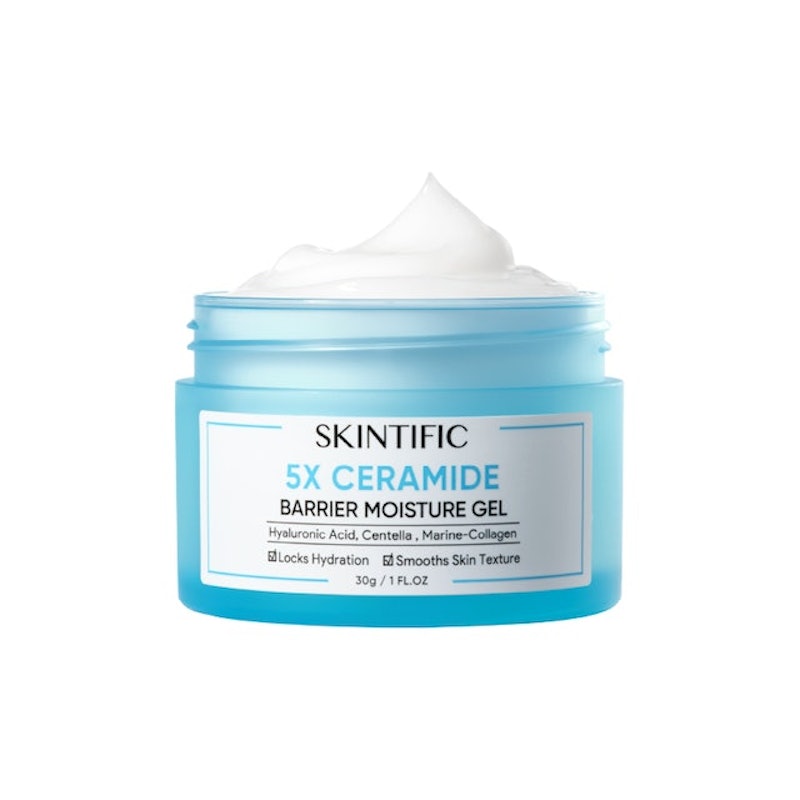 SKINTIFIC
5X CERAMIDE
BARRIER MOISTURE GEL
Hyaluronic Acid, Centella , Marine-Collagen
☑Locks Hydration ☑Smooths Skin Texture
30g / 1 FL.OZ